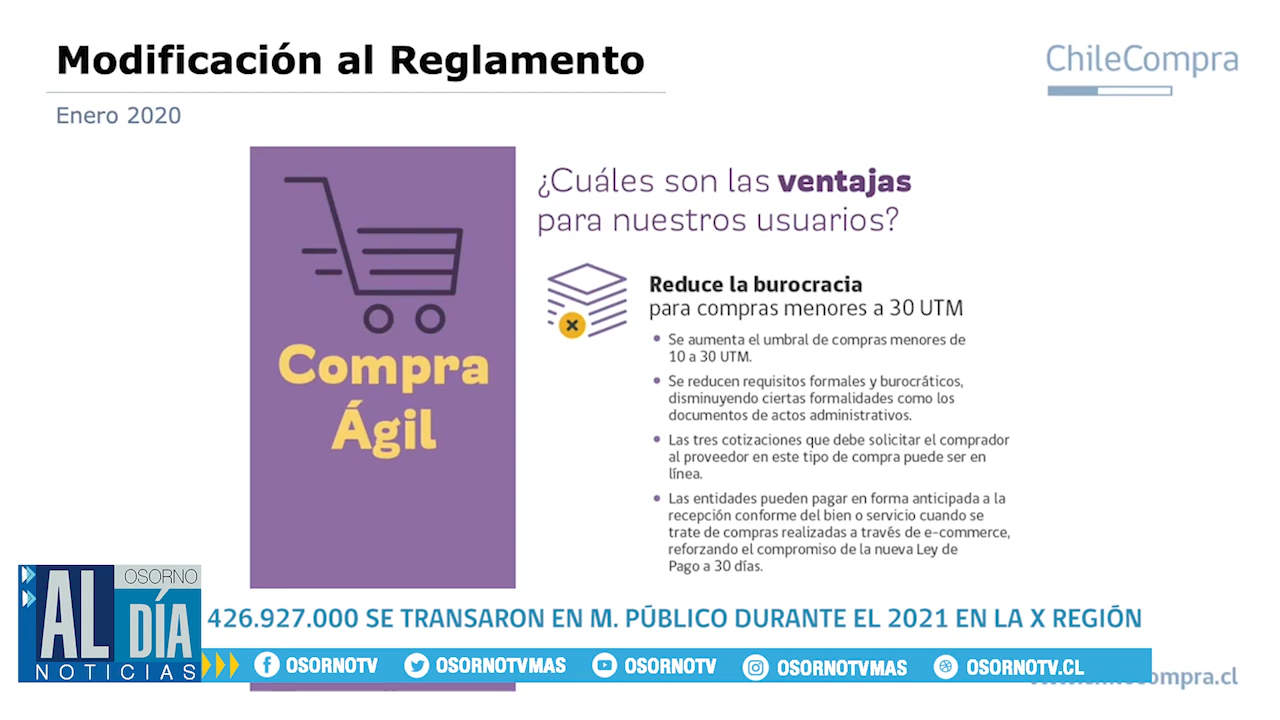 Modificación al Reglamento
Enero 2020
ChileCompra
Compra
Ágil
¿Cuáles son las ventajas
para nuestros usuarios?
Reduce la burocracia
para compras menores a 30 UTM
Se aumenta el umbral de compras menores de
10 a 30 UTM.
Se reducen requisitos formales y burocráticos,
disminuyendo ciertas formalidades como los
documentos de actos administrativos.
Las tres cotizaciones que debe solicitar el comprador
al proveedor en este tipo de compra puede ser en
línea.
Las entidades pueden pagar en forma anticipada a la
recepción conforme del bien o servicio cuando se
trate de compras realizadas a través de e-commerce,
reforzando el compromiso de la nueva Ley de
Pago a 30 días.
OSORNO
AL DÍA
NOTICIAS
426.927.000 SE TRANSARON EN M. PÚBLICO DURANTE EL 2021 EN LA X REGIÓN
OSORNOTV OSORNOTVMAS OSORNOTV OSORNOTVMAS OSORNOTV.CL